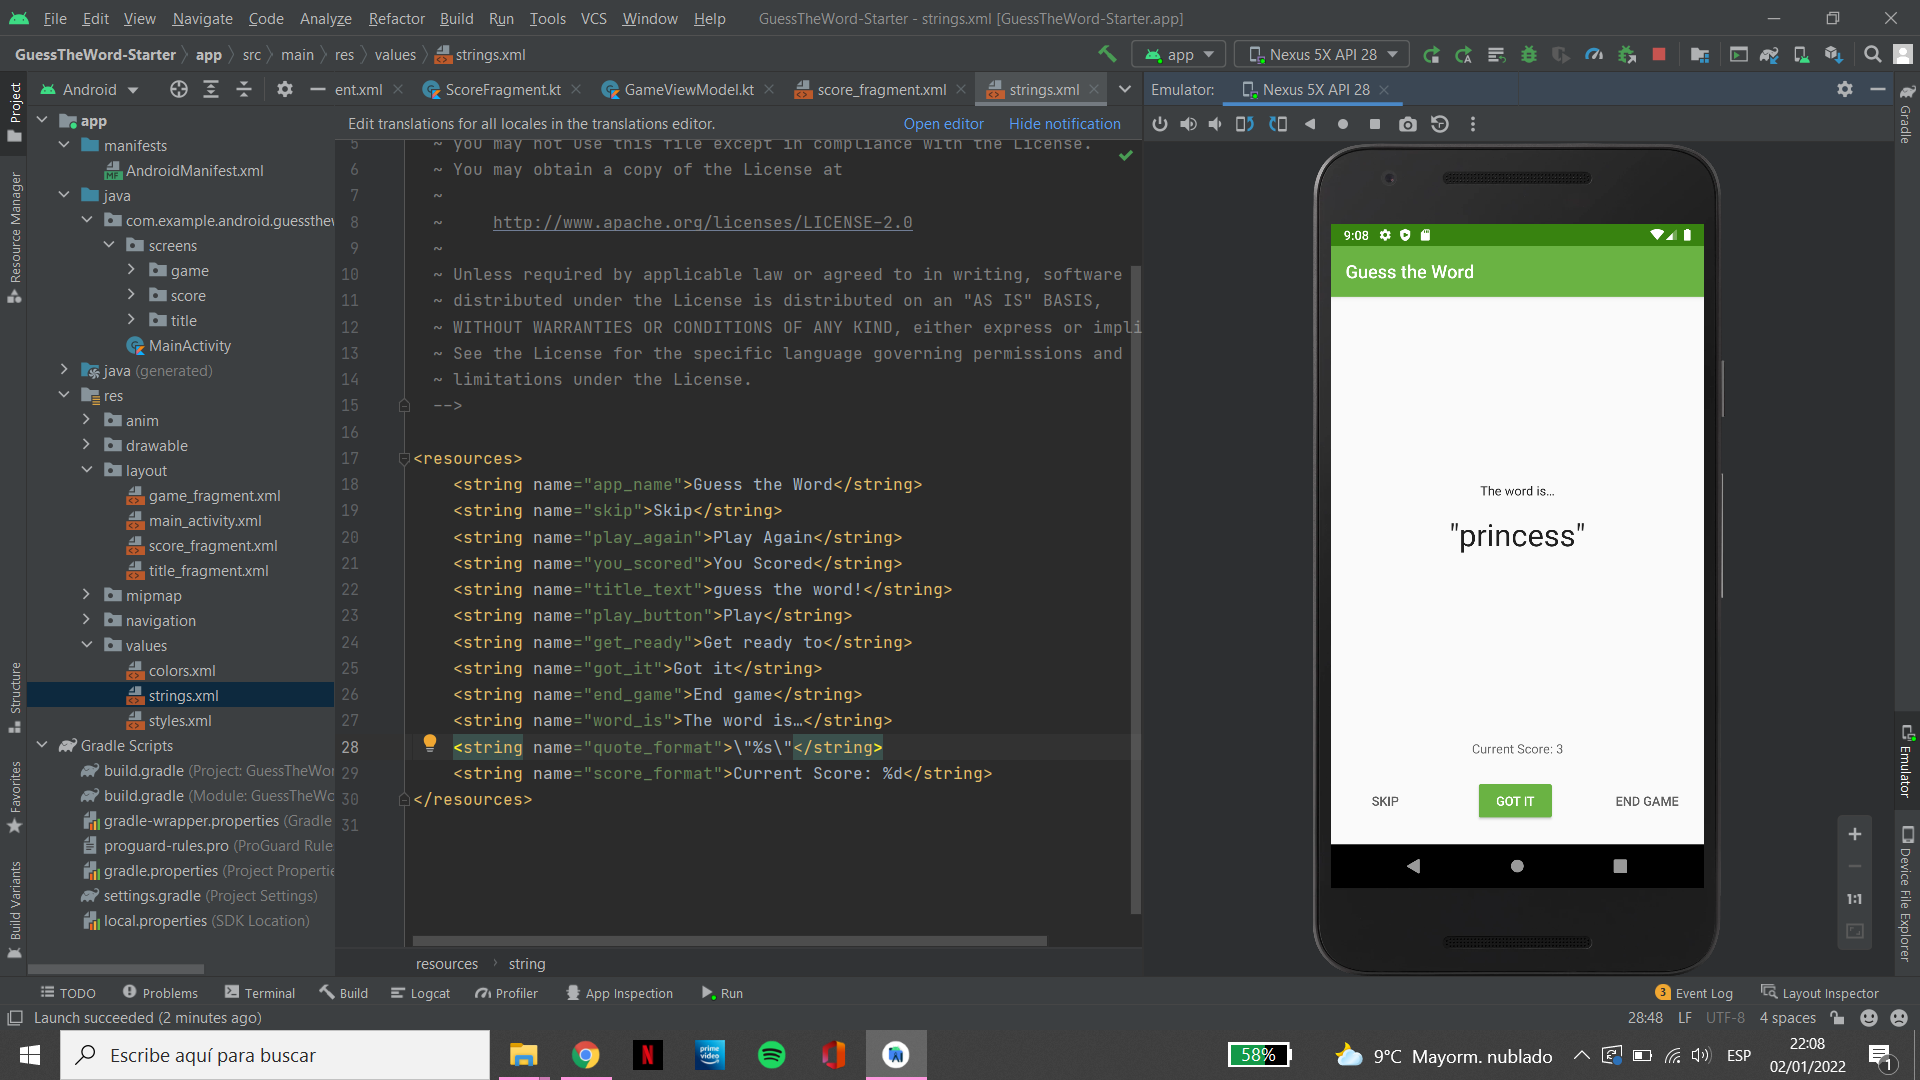 File Edit View Navigate Code Analyze Refactor Build Run Tools VCS Window Help GuessTheWord-Starter - strings.xml [GuessTheWord-Starter.app]
GuessTheWord-Starter app src main res values strings.xml app Nexus 5X API 28
Android ent.xml ScoreFragment.kt GameViewModel.kt score_fragment.xml strings.xml Emulator: Nexus 5X API 28
Edit translations for all locales in the translations editor. Open editor Hide notification
Project
Resource Manager
Structure
Favorites
Build Variants
app
manifests
AndroidManifest.xml
java
com.example.android.guessthew
screens
game
score
title
MainActivity
java (generated)
res
anim
drawable
layout
game_fragment.xml
main_activity.xml
score_fragment.xml
title_fragment.xml
mipmap
navigation
values
colors.xml
strings.xml
styles.xml
Gradle Scripts
build.gradle (Project: GuessTheWor
build.gradle (Module: GuessTheWo
gradle-wrapper.properties (Gradle
proguard-rules.pro (ProGuard Rule
gradle.properties (Project Propertie
settings.gradle (Project Settings)
local.properties (SDK Location)
5 ~ you may not use this file except in compliance with the License.
6 ~ You may obtain a copy of the License at
7 ~
8 ~ http://www.apache.org/licenses/LICENSE-2.0
9 ~
10 ~ Unless required by applicable law or agreed to in writing, software
11 ~ distributed under the License is distributed on an "AS IS" BASIS,
12 ~ WITHOUT WARRANTIES OR CONDITIONS OF ANY KIND, either express or impli
13 ~ See the License for the specific language governing permissions and
14 ~ limitations under the License.
15 -->
16
17 <resources>
18 <string name="app_name">Guess the Word</string>
19 <string name="skip">Skip</string>
20 <string name="play_again">Play Again</string>
21 <string name="you_scored">You Scored</string>
22 <string name="title_text">guess the word!</string>
23 <string name="play_button">Play</string>
24 <string name="get_ready">Get ready to</string>
25 <string name="got_it">Got it</string>
26 <string name="end_game">End game</string>
27 <string name="word_is">The word is…</string>
28 <string name="quote_format">\"%s\"</string>
29 <string name="score_format">Current Score: %d</string>
30 </resources>
31
resources string
9:08
Guess the Word
The word is...
"princess"
Current Score: 3
SKIP GOT IT END GAME
1:1
Gradle
Emulator
Device File Explorer
TODO Problems Terminal Build Logcat Profiler App Inspection Run 3 Event Log Layout Inspector
Launch succeeded (2 minutes ago) 28:48 LF UTF-8 4 spaces
Escribe aquí para buscar N prime video 58% 9°C Mayorm. nublado ESP 22:08
02/01/2022 1